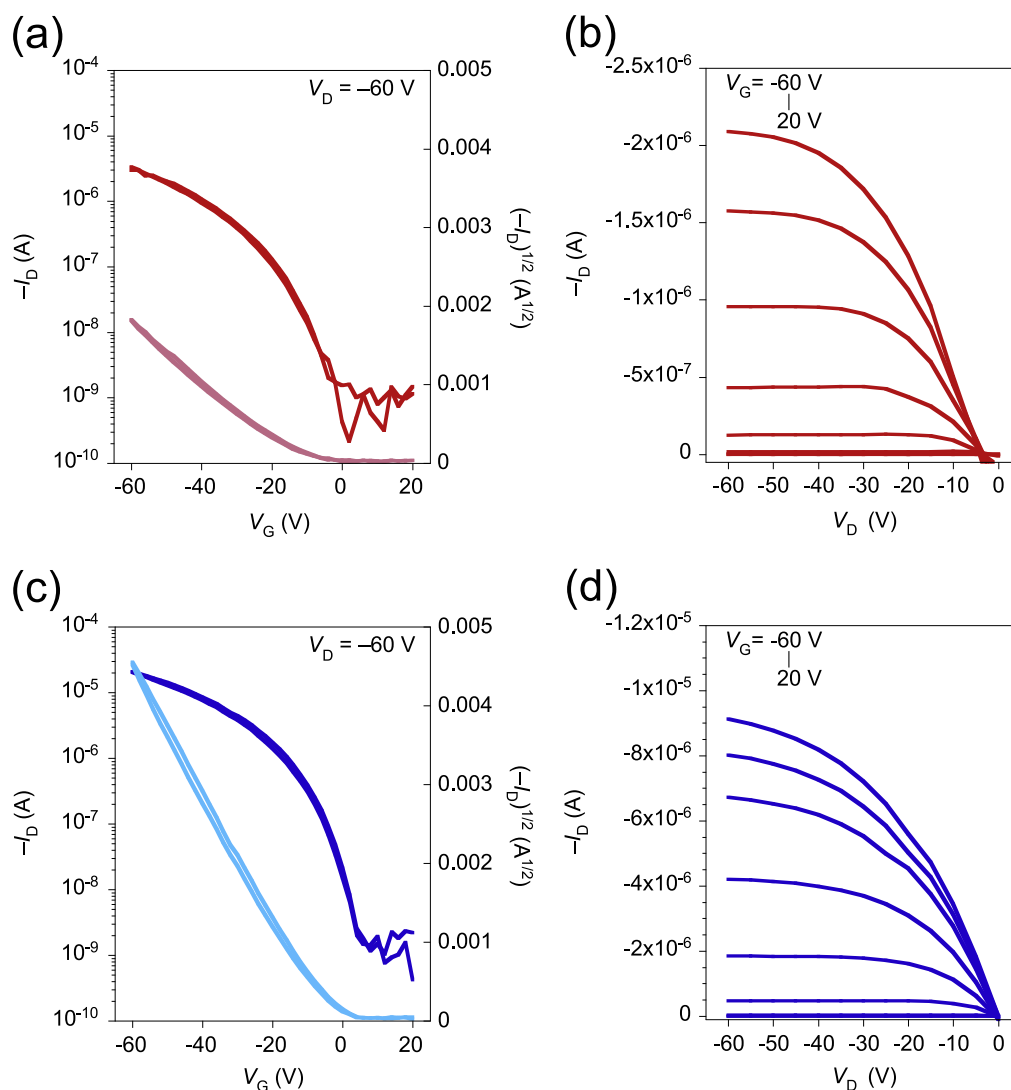 (a)
10⁻⁴
10⁻⁵
10⁻⁶
10⁻⁷
10⁻⁸
10⁻⁹
10⁻¹⁰
−I_D (A)
V_D = −60 V
0.005
0.004
0.003
0.002
0.001
0
(−I_D)^1/2 (A^1/2)
-60 -40 -20 0 20
V_G (V)
(b)
-2.5x10⁻⁶
-2x10⁻⁶
-1.5x10⁻⁶
-1x10⁻⁶
-5x10⁻⁷
0
−I_D (A)
V_G= -60 V
|
20 V
-60 -50 -40 -30 -20 -10 0
V_D (V)
(c)
10⁻⁴
10⁻⁵
10⁻⁶
10⁻⁷
10⁻⁸
10⁻⁹
10⁻¹⁰
−I_D (A)
V_D = −60 V
0.005
0.004
0.003
0.002
0.001
0
(−I_D)^1/2 (A^1/2)
-60 -40 -20 0 20
V_G (V)
(d)
-1.2x10⁻⁵
-1x10⁻⁵
-8x10⁻⁶
-6x10⁻⁶
-4x10⁻⁶
-2x10⁻⁶
0
−I_D (A)
V_G= -60 V
|
20 V
-60 -50 -40 -30 -20 -10 0
V_D (V)